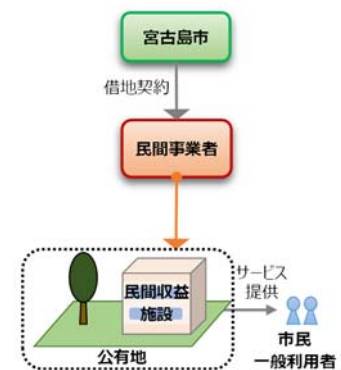 宮古島市
借地契約
民間事業者
民間収益
施設
サービス
提供
公有地
市民
一般利用者